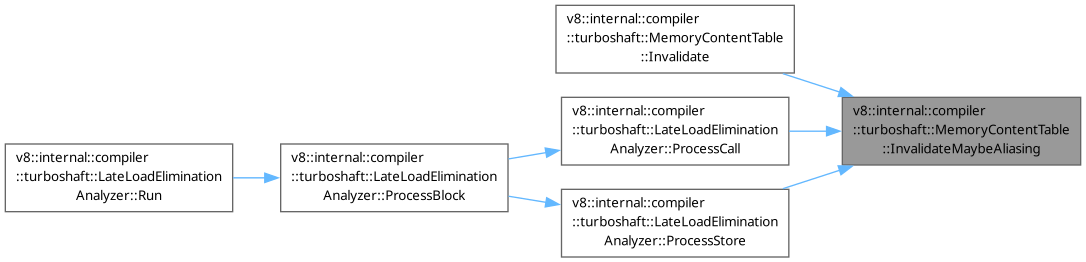 v8::internal::compiler
::turboshaft::MemoryContentTable
::Invalidate
v8::internal::compiler
::turboshaft::MemoryContentTable
::InvalidateMaybeAliasing
v8::internal::compiler
::turboshaft::LateLoadElimination
Analyzer::ProcessCall
v8::internal::compiler
::turboshaft::LateLoadElimination
Analyzer::Run
v8::internal::compiler
::turboshaft::LateLoadElimination
Analyzer::ProcessBlock
v8::internal::compiler
::turboshaft::LateLoadElimination
Analyzer::ProcessStore